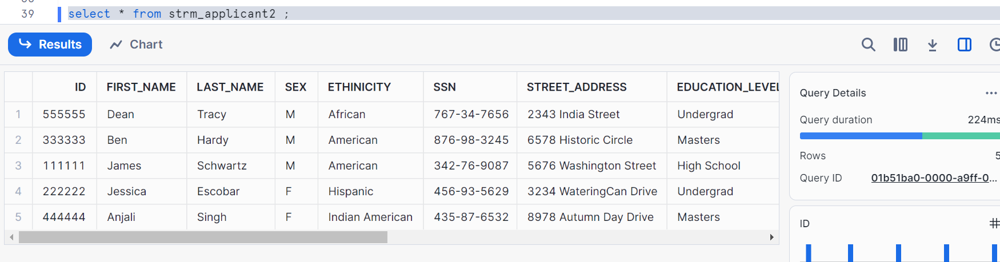 39 select * from strm_applicant2 ;
Results Chart
ID FIRST_NAME LAST_NAME SEX ETHINICITY SSN STREET_ADDRESS EDUCATION_LEVEL
1 555555 Dean Tracy M African 767-34-7656 2343 India Street Undergrad
2 333333 Ben Hardy M American 876-98-3245 6578 Historic Circle Masters
3 111111 James Schwartz M American 342-76-9087 5676 Washington Street High School
4 222222 Jessica Escobar F Hispanic 456-93-5629 3234 WateringCan Drive Undergrad
5 444444 Anjali Singh F Indian American 435-87-6532 8978 Autumn Day Drive Masters
Query Details ...
Query duration 224ms
Rows 5
Query ID 01b51ba0-0000-a9ff-0...
ID #